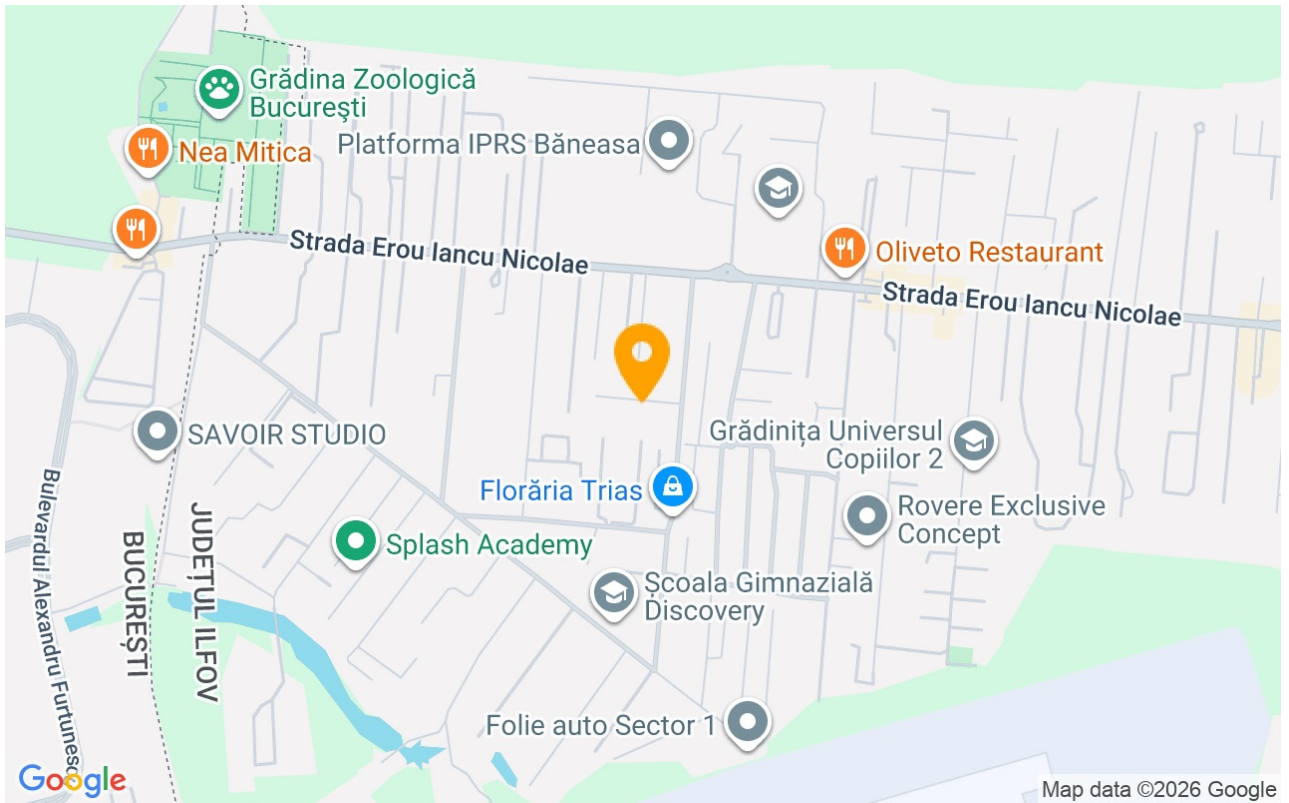 Grădina Zoologică
București
Nea Mitica
Platforma IPRS Băneasa
Strada Erou Iancu Nicolae
Oliveto Restaurant
Strada Erou Iancu Nicolae
SAVOIR STUDIO
Grădinița Universul
Copiilor 2
Florăria Trias
Rovere Exclusive
Concept
Splash Academy
Școala Gimnazială
Discovery
JUDEȚUL ILFOV
BUCUREȘTI
Bulevardul Alexandru Furtunesc
Folie auto Sector 1
Google
Map data ©2026 Google